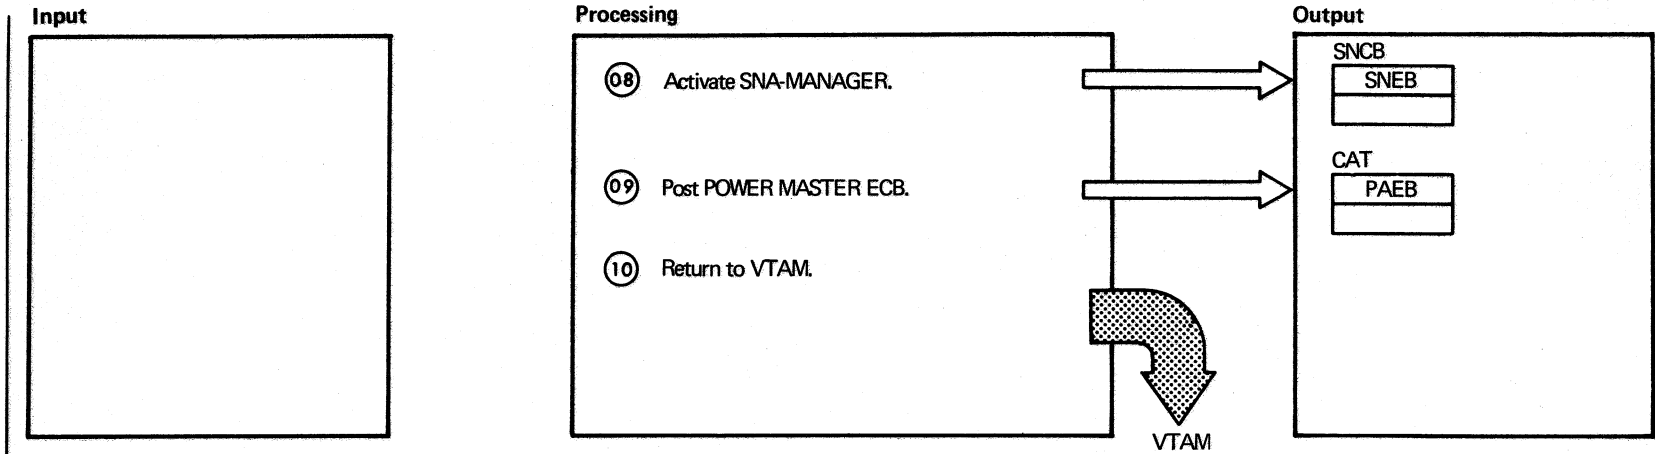 Input
Processing
Output
08 Activate SNA-MANAGER.
SNCB
SNEB
09 Post POWER MASTER ECB.
CAT
PAEB
10 Return to VTAM.
VTAM